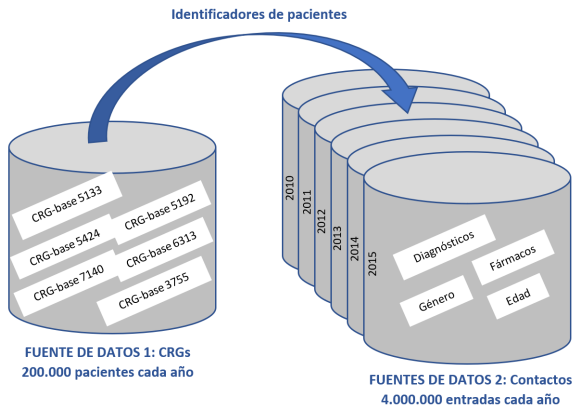 Identificadores de pacientes
CRG-base 5133
CRG-base 5192
CRG-base 5424
CRG-base 6313
CRG-base 7140
CRG-base 3755
FUENTE DE DATOS 1: CRGs
200.000 pacientes cada año
2010
2011
2012
2013
2014
2015
Diagnósticos
Fármacos
Género
Edad
FUENTES DE DATOS 2: Contactos
4.000.000 entradas cada año